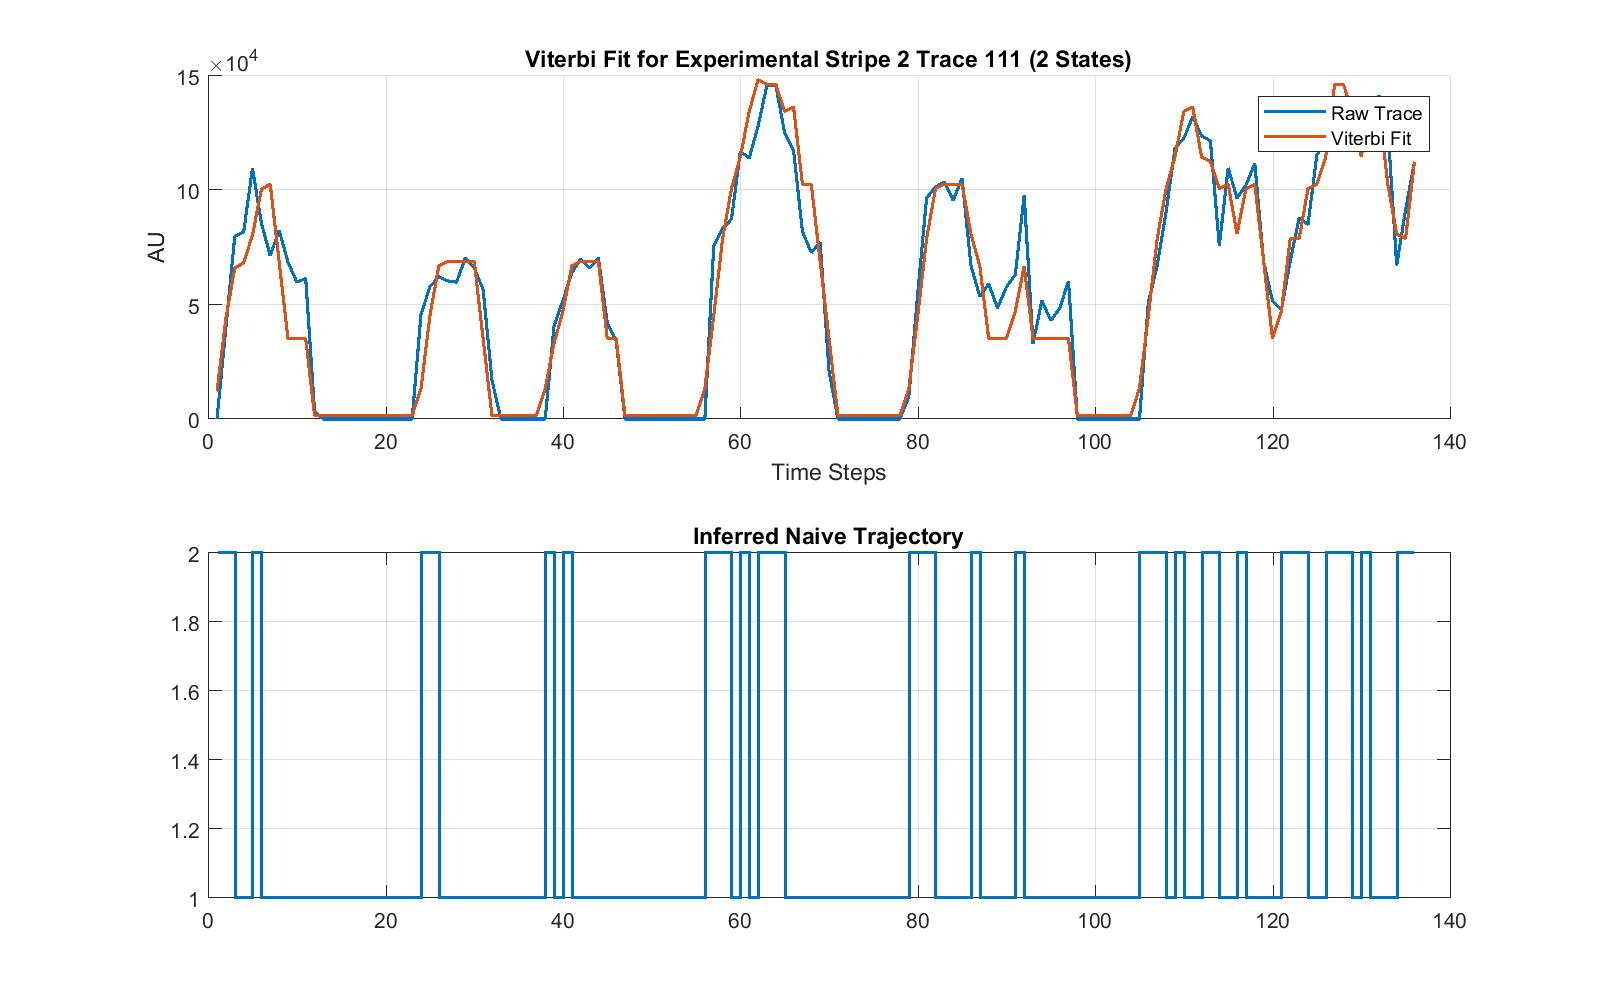 Viterbi Fit for Experimental Stripe 2 Trace 111 (2 States)
×10^4
15
10
5
0
AU
Raw Trace
Viterbi Fit
0 20 40 60 80 100 120 140
Time Steps
Inferred Naive Trajectory
2
1.8
1.6
1.4
1.2
1
0 20 40 60 80 100 120 140